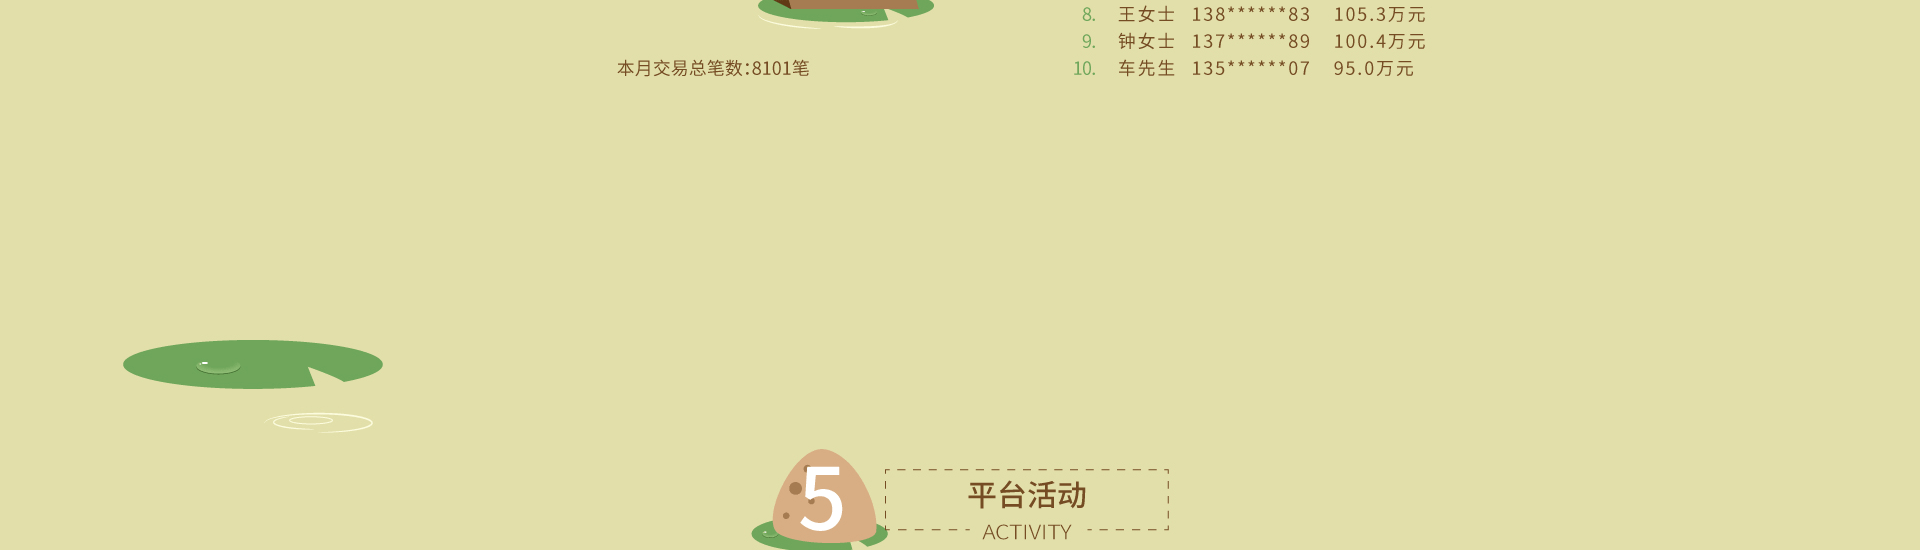 8. 王女士 138******83 105.3万元
9. 钟女士 137******89 100.4万元
10. 车先生 135******07 95.0万元
本月交易总笔数:8101笔
5
平台活动
ACTIVITY